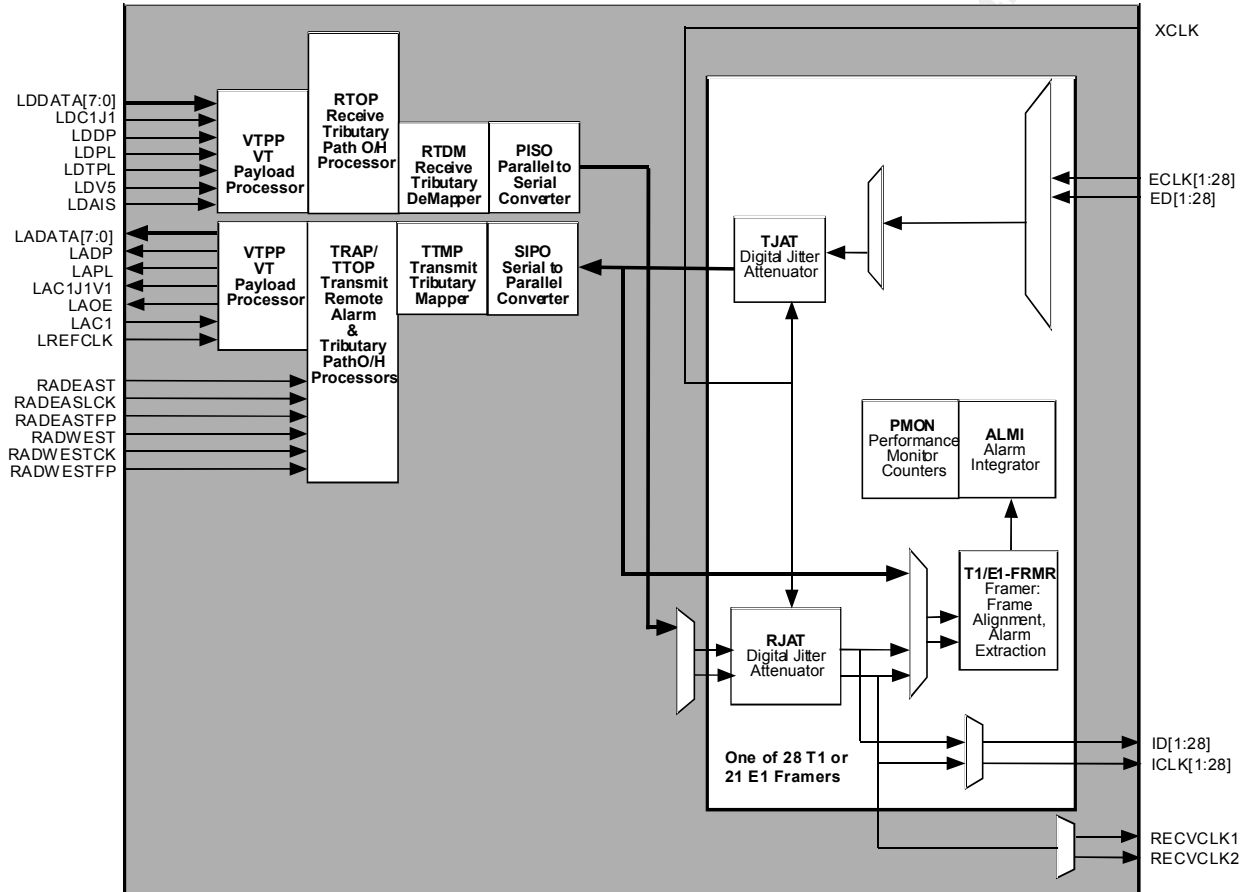 XCLK
LDDATA[7:0]
LDC1J1
LDDP
LDPL
LDTPL
LDV5
LDAIS
LADATA[7:0]
LADP
LAPL
LAC1J1V1
LAOE
LAC1
LREFCLK
RADEAST
RADEASLCK
RADEASTFP
RADWEST
RADWESTCK
RADWESTFP
VTPP
VT
Payload
Processor
RTOP
Receive
Tributary
Path O/H
Processor
RTDM
Receive
Tributary
DeMapper
PISO
Parallel to
Serial
Converter
VTPP
VT
Payload
Processor
TRAP/
TTOP
Transmit
Remote
Alarm
&
Tributary
PathO/H
Processors
TTMP
Transmit
Tributary
Mapper
SIPO
Serial to
Parallel
Converter
TJAT
Digital Jitter
Attenuator
ECLK[1:28]
ED[1:28]
PMON
Performance
Monitor
Counters
ALMI
Alarm
Integrator
T1/E1-FRMR
Framer:
Frame
Alignment,
Alarm
Extraction
RJAT
Digital Jitter
Attenuator
One of 28 T1 or
21 E1 Framers
ID[1:28]
ICLK[1:28]
RECVCLK1
RECVCLK2